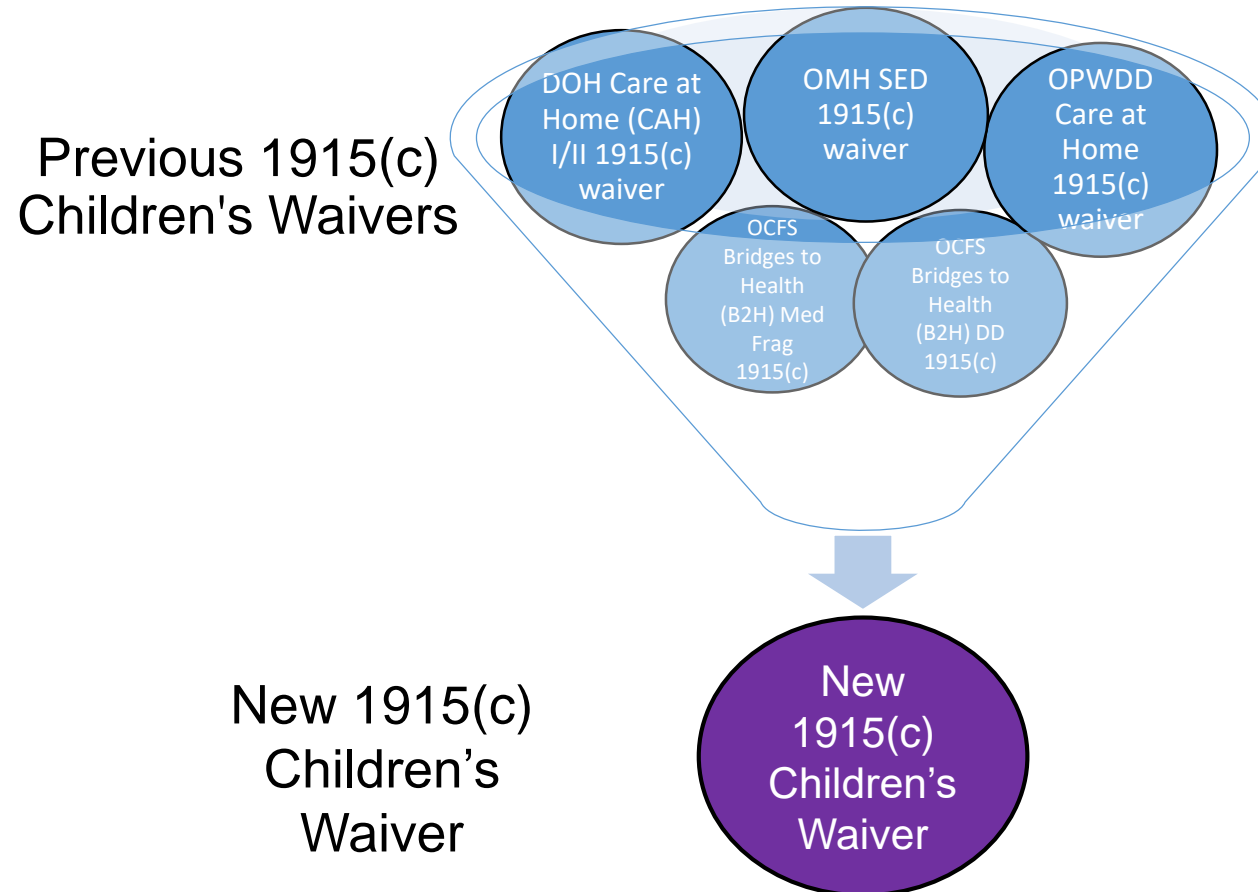 Previous 1915(c)
Children's Waivers
DOH Care at
Home (CAH)
I/II 1915(c)
waiver
OMH SED
1915(c)
waiver
OPWDD
Care at
Home
1915(c)
waiver
OCFS
Bridges to
Health
(B2H) Med
Frag
1915(c)
OCFS
Bridges to
Health
(B2H) DD
1915(c)
New 1915(c)
Children’s
Waiver
New
1915(c)
Children’s
Waiver